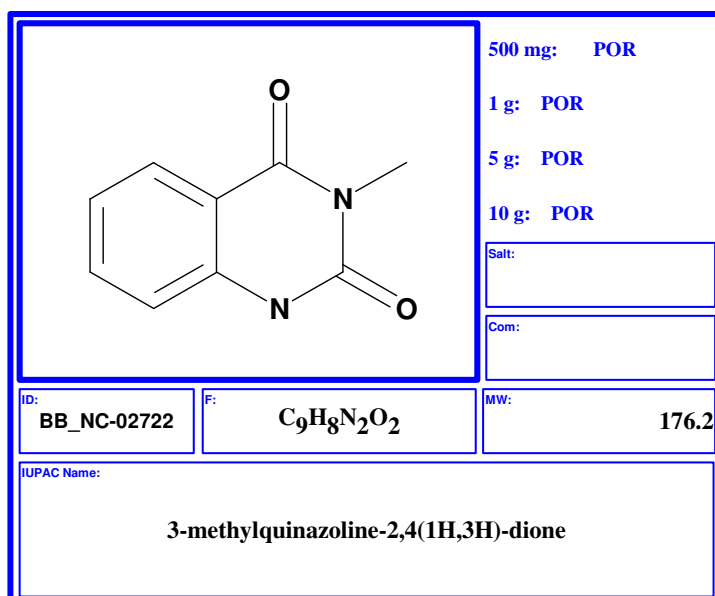 500 mg: POR
1 g: POR
5 g: POR
10 g: POR
O
N
N
O
Salt:
Com:
ID:
BB_NC-02722
F:
C9H8N2O2
MW:
176.2
IUPAC Name:
3-methylquinazoline-2,4(1H,3H)-dione